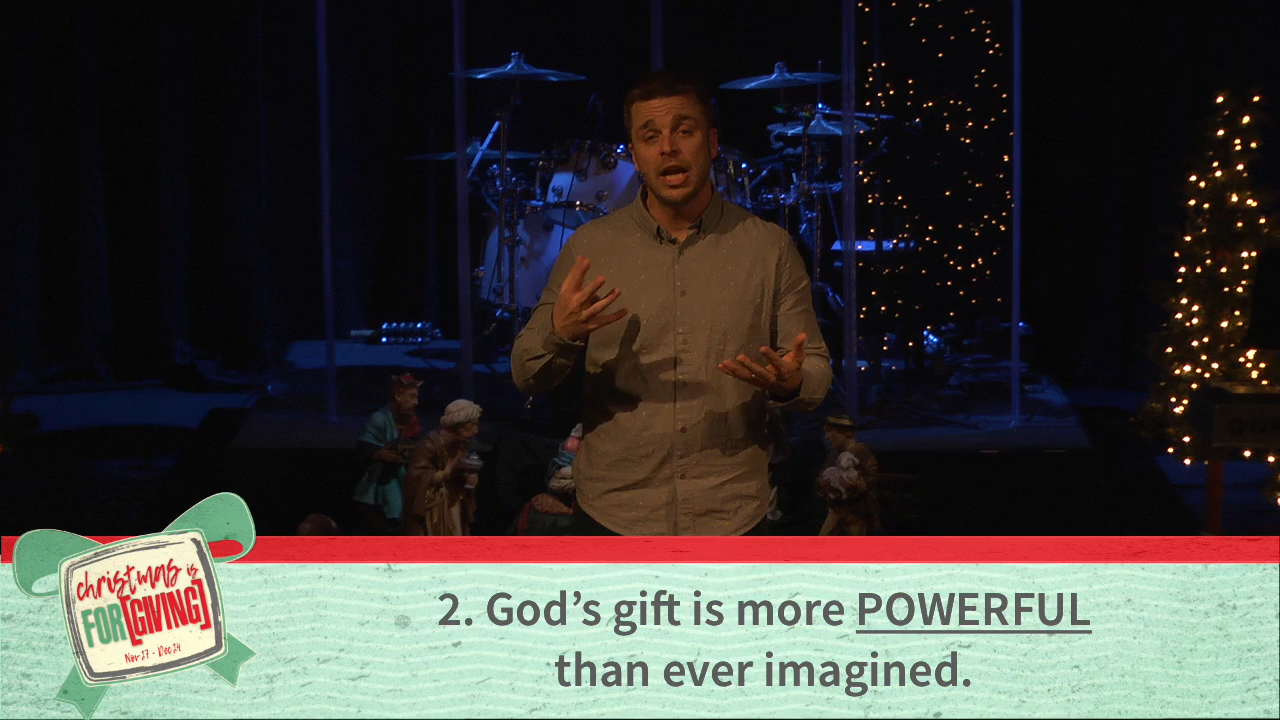 christmas is
FOR[GIVING]
Nov 27 - Dec 24
2. God's gift is more POWERFUL
than ever imagined.